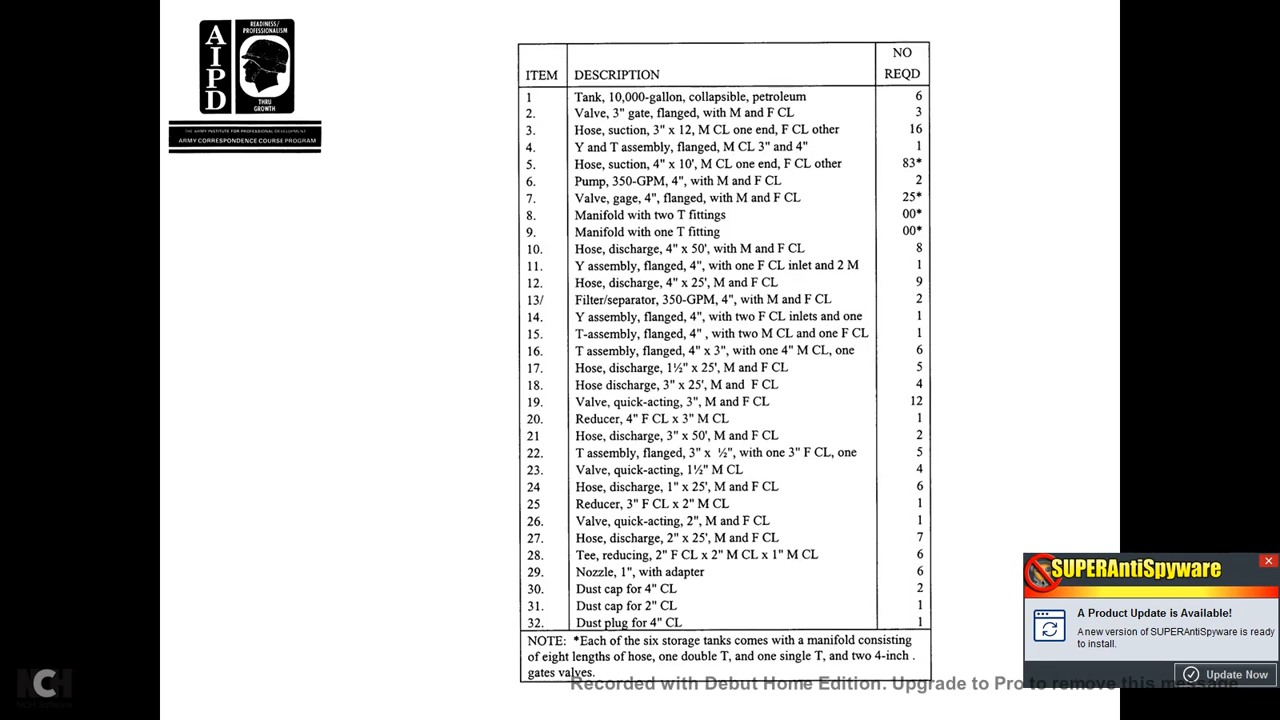 READINESS/
PROFESSIONALISM
AIPD
THRU
GROWTH
THE ARMY INSTITUTE FOR PROFESSIONAL DEVELOPMENT
ARMY CORRESPONDENCE COURSE PROGRAM
ITEM DESCRIPTION NO REQD
1 Tank, 10,000-gallon, collapsible, petroleum 6
2. Valve, 3" gate, flanged, with M and F CL 3
3. Hose, suction, 3" x 12, M CL one end, F CL other 16
4. Y and T assembly, flanged, M CL 3" and 4" 1
5. Hose, suction, 4" x 10', M CL one end, F CL other 83*
6. Pump, 350-GPM, 4", with M and F CL 2
7. Valve, gage, 4", flanged, with M and F CL 25*
8. Manifold with two T fittings 00*
9. Manifold with one T fitting 00*
10. Hose, discharge, 4" x 50', with M and F CL 8
11. Y assembly, flanged, 4", with one F CL inlet and 2 M 1
12. Hose, discharge, 4" x 25', M and F CL 9
13/ Filter/separator, 350-GPM, 4", with M and F CL 2
14. Y assembly, flanged, 4", with two F CL inlets and one 1
15. T-assembly, flanged, 4" , with two M CL and one F CL 1
16. T assembly, flanged, 4" x 3", with one 4" M CL, one 6
17. Hose, discharge, 1½" x 25', M and F CL 5
18. Hose discharge, 3" x 25', M and F CL 4
19. Valve, quick-acting, 3", M and F CL 12
20. Reducer, 4" F CL x 3" M CL 1
21 Hose, discharge, 3" x 50', M and F CL 2
22. T assembly, flanged, 3" x ½", with one 3" F CL, one 5
23. Valve, quick-acting, 1½" M CL 4
24 Hose, discharge, 1" x 25', M and F CL 6
25 Reducer, 3" F CL x 2" M CL 1
26. Valve, quick-acting, 2", M and F CL 1
27. Hose, discharge, 2" x 25', M and F CL 7
28. Tee, reducing, 2" F CL x 2" M CL x 1" M CL 6
29. Nozzle, 1", with adapter 6
30. Dust cap for 4" CL 2
31. Dust cap for 2" CL 1
32. Dust plug for 4" CL 1
NOTE: *Each of the six storage tanks comes with a manifold consisting
of eight lengths of hose, one double T, and one single T, and two 4-inch .
gates valves.
Recorded with Debut Home Edition. Upgrade to Pro to remove this message
SUPERAntiSpyware
A Product Update is Available!
A new version of SUPERAntiSpyware is ready
to install.
Update Now
NCH
NCH Software